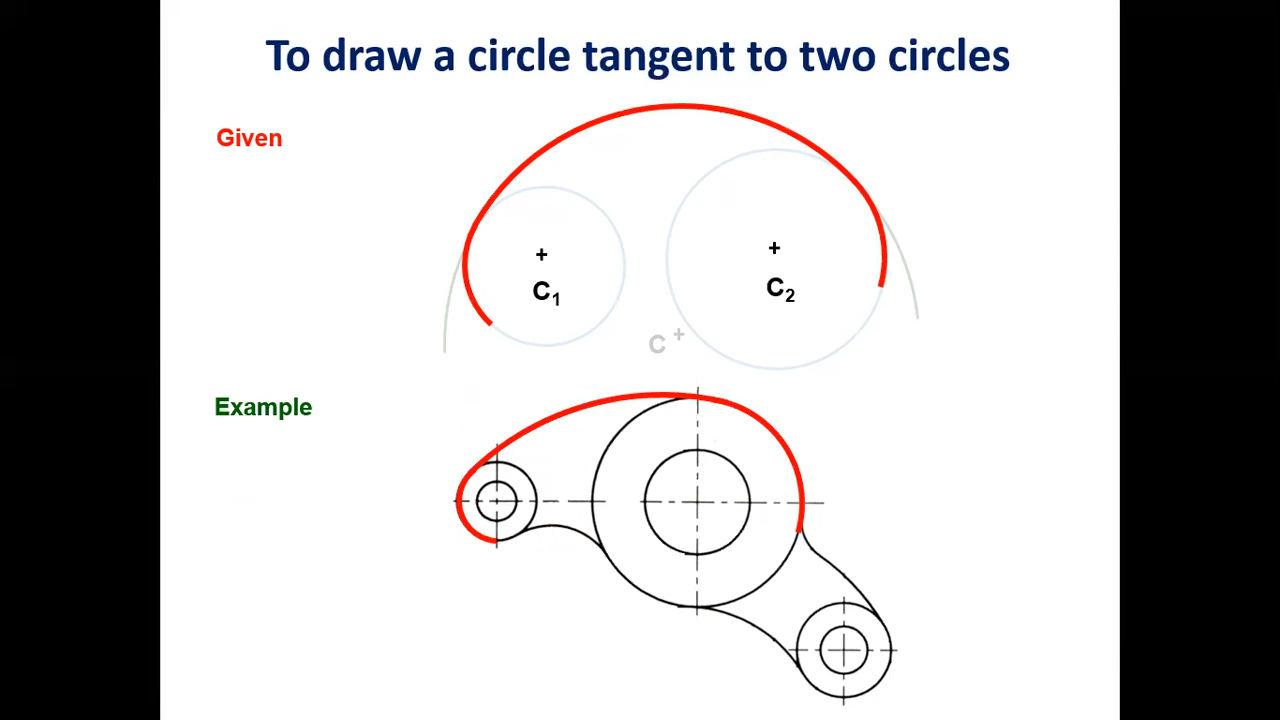 To draw a circle tangent to two circles
Given
+ +
C₁ C₂
C +
Example